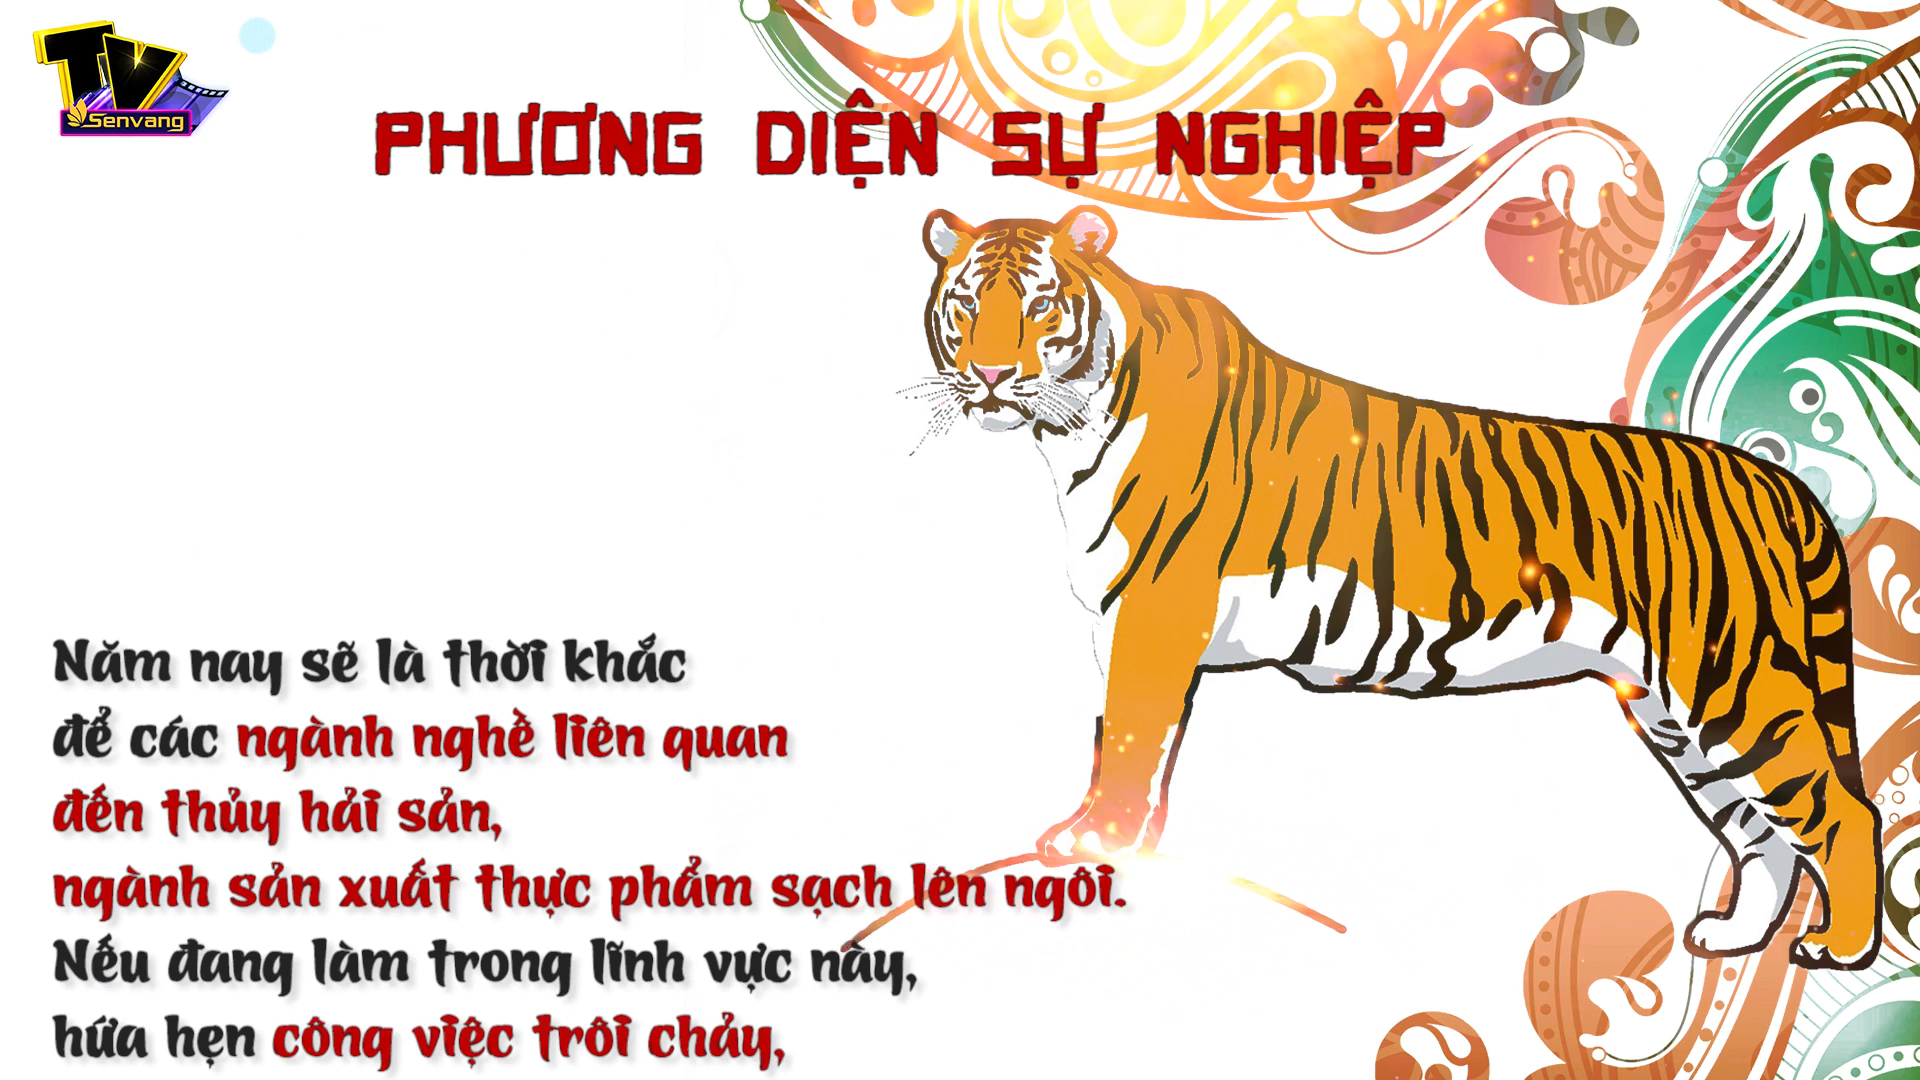 TV
Senvang
PHƯƠNG DIỆN SỰ NGHIỆP
Năm nay sẽ là thời khắc
để các ngành nghề liên quan
đến thủy hải sản,
ngành sản xuất thực phẩm sạch lên ngôi.
Nếu đang làm trong lĩnh vực này,
hứa hẹn công việc trôi chảy,